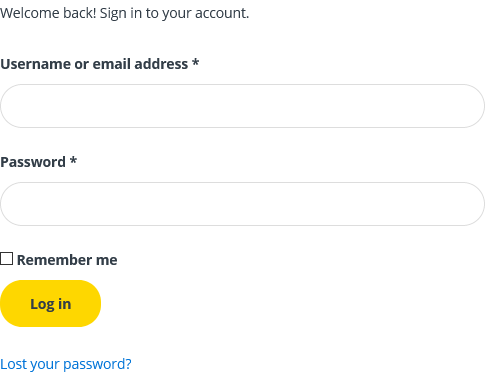 Welcome back! Sign in to your account.
Username or email address *
Password *
Remember me
Log in
Lost your password?